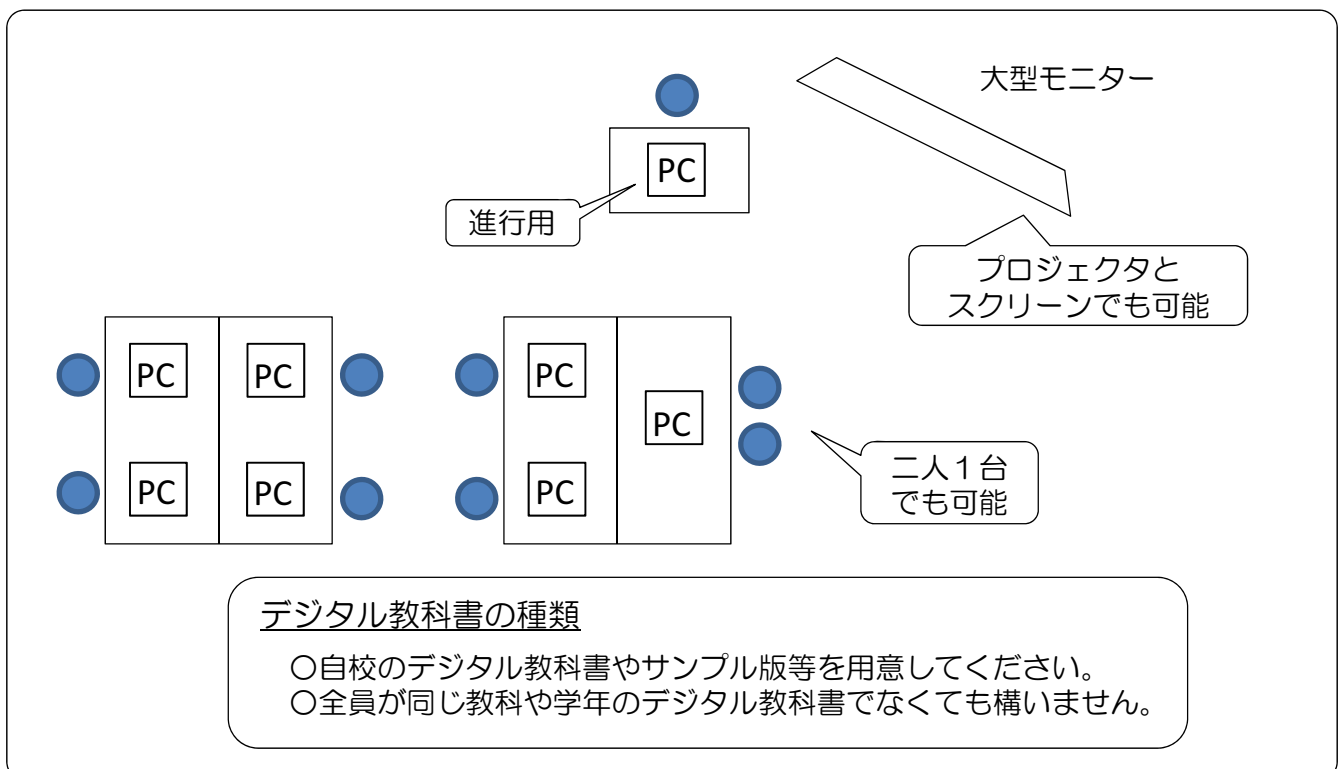 大型モニター
PC
進行用
プロジェクタと
スクリーンでも可能
PC
PC
PC
PC
PC
PC
PC
PC
PC
二人1台
でも可能
デジタル教科書の種類
○自校のデジタル教科書やサンプル版等を用意してください。
○全員が同じ教科や学年のデジタル教科書でなくても構いません。